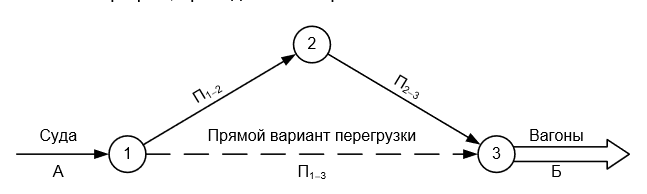 2
П1–2
П2–3
Суда
Прямой вариант перегрузки
Вагоны
1
3
А
П1–3
Б